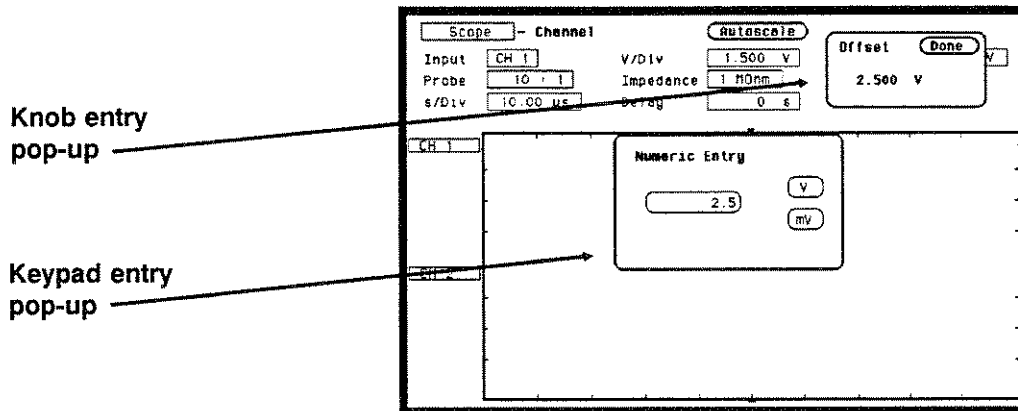 Scope - Channel
Autoscale
Input CH 1
V/Div 1.500 V
Offset Done
V
Probe 10 : 1
Impedance 1 MOhm
2.500 V
s/Div 10.00 us
Delay 0 s
Knob entry
pop-up
CH 1
Numeric Entry
2.5
V
mV
Keypad entry
pop-up
CH 2